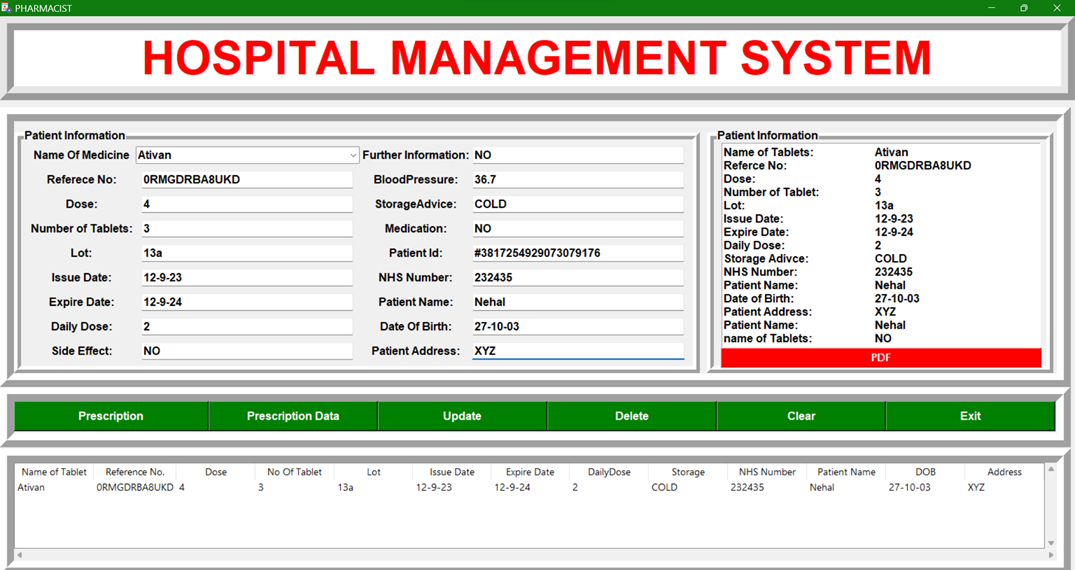 PHARMACIST
HOSPITAL MANAGEMENT SYSTEM
Patient Information
Name Of Medicine Ativan Further Information: NO
Referece No: 0RMGDRBA8UKD BloodPressure: 36.7
Dose: 4 StorageAdvice: COLD
Number of Tablets: 3 Medication: NO
Lot: 13a Patient Id: #3817254929073079176
Issue Date: 12-9-23 NHS Number: 232435
Expire Date: 12-9-24 Patient Name: Nehal
Daily Dose: 2 Date Of Birth: 27-10-03
Side Effect: NO Patient Address: XYZ
Patient Information
Name of Tablets: Ativan
Referce No: 0RMGDRBA8UKD
Dose: 4
Number of Tablet: 3
Lot: 13a
Issue Date: 12-9-23
Expire Date: 12-9-24
Daily Dose: 2
Storage Adivce: COLD
NHS Number: 232435
Patient Name: Nehal
Date of Birth: 27-10-03
Patient Address: XYZ
Patient Name: Nehal
name of Tablets: NO
PDF
Prescription Prescription Data Update Delete Clear Exit
Name of Tablet Reference No. Dose No Of Tablet Lot Issue Date Expire Date DailyDose Storage NHS Number Patient Name DOB Address
Ativan 0RMGDRBA8UKD 4 3 13a 12-9-23 12-9-24 2 COLD 232435 Nehal 27-10-03 XYZ